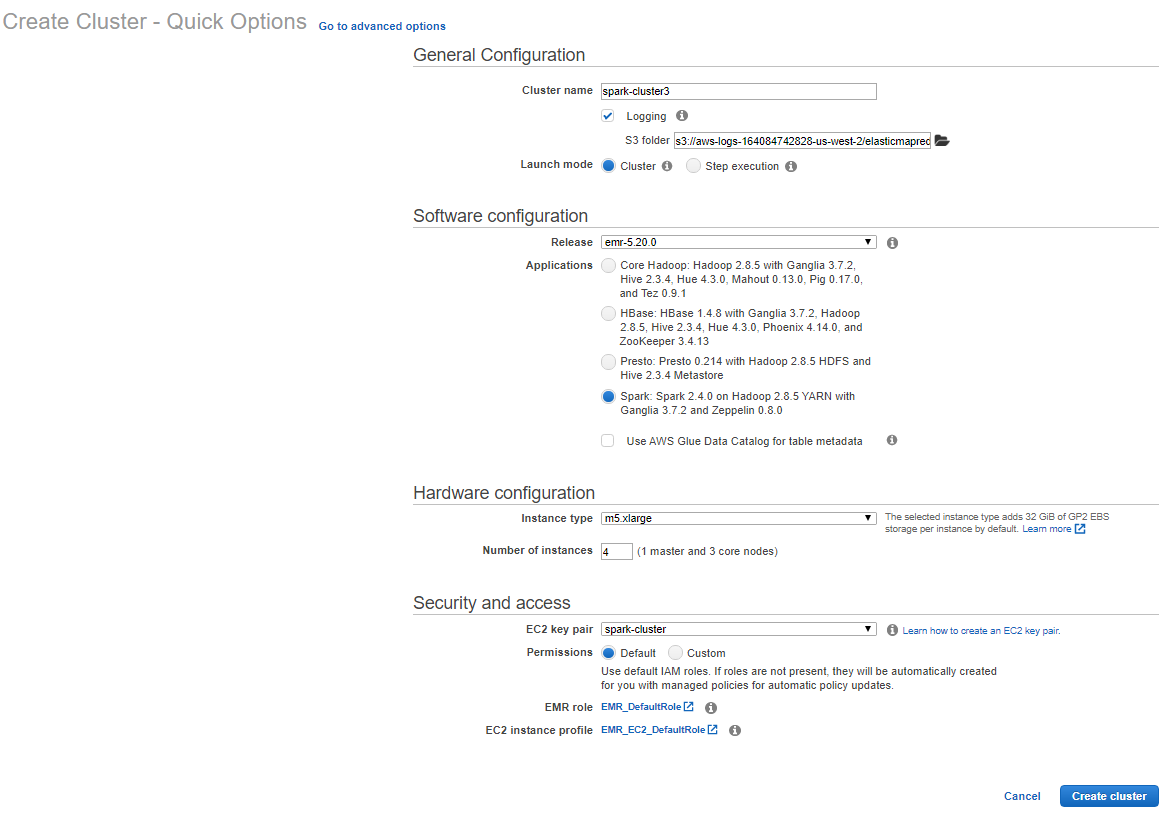 Create Cluster - Quick Options Go to advanced options
General Configuration
Cluster name spark-cluster3
Logging
S3 folder s3://aws-logs-164084742828-us-west-2/elasticmapred
Launch mode Cluster Step execution
Software configuration
Release emr-5.20.0
Applications Core Hadoop: Hadoop 2.8.5 with Ganglia 3.7.2,
Hive 2.3.4, Hue 4.3.0, Mahout 0.13.0, Pig 0.17.0,
and Tez 0.9.1
HBase: HBase 1.4.8 with Ganglia 3.7.2, Hadoop
2.8.5, Hive 2.3.4, Hue 4.3.0, Phoenix 4.14.0, and
ZooKeeper 3.4.13
Presto: Presto 0.214 with Hadoop 2.8.5 HDFS and
Hive 2.3.4 Metastore
Spark: Spark 2.4.0 on Hadoop 2.8.5 YARN with
Ganglia 3.7.2 and Zeppelin 0.8.0
Use AWS Glue Data Catalog for table metadata
Hardware configuration
Instance type m5.xlarge The selected instance type adds 32 GiB of GP2 EBS
storage per instance by default. Learn more
Number of instances 4 (1 master and 3 core nodes)
Security and access
EC2 key pair spark-cluster Learn how to create an EC2 key pair.
Permissions Default Custom
Use default IAM roles. If roles are not present, they will be automatically created
for you with managed policies for automatic policy updates.
EMR role EMR_DefaultRole
EC2 instance profile EMR_EC2_DefaultRole
Cancel Create cluster